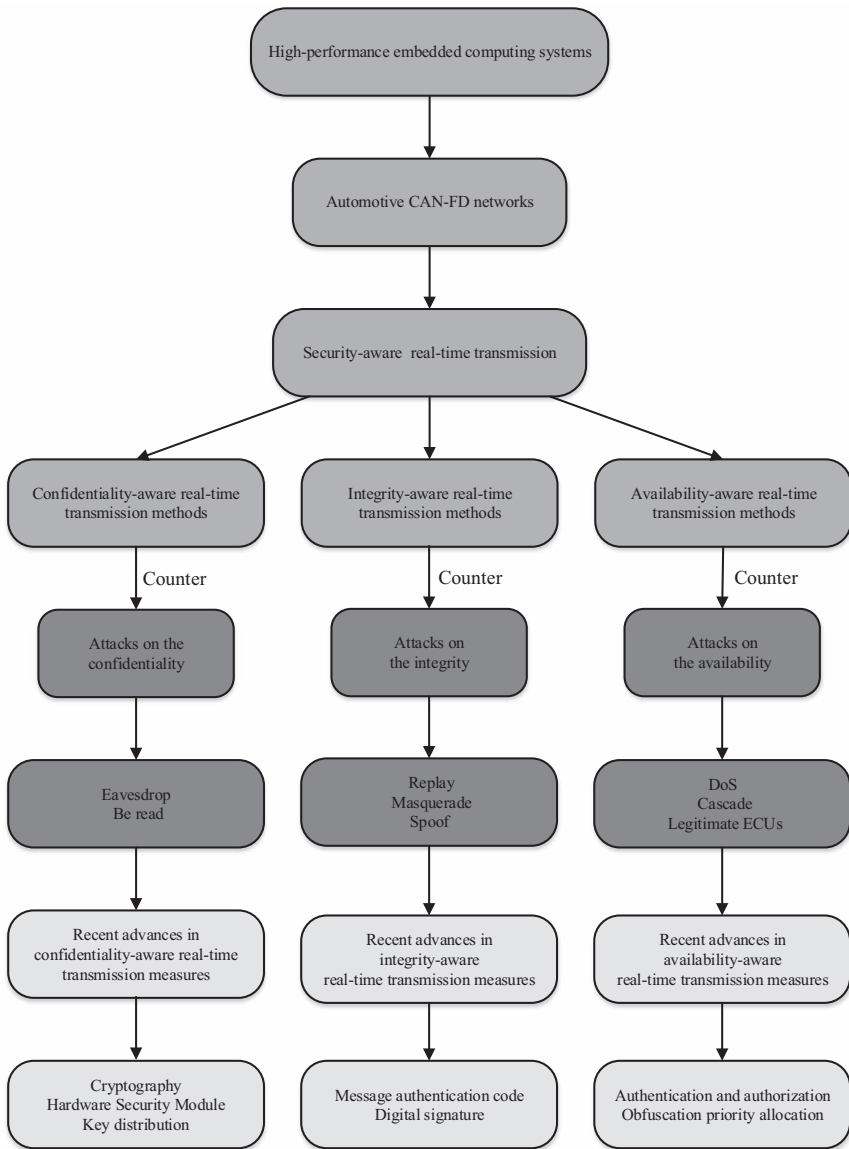 High-performance embedded computing systems
Automotive CAN-FD networks
Security-aware real-time transmission
Confidentiality-aware real-time
transmission methods
Integrity-aware real-time
transmission methods
Availability-aware real-time
transmission methods
Counter
Counter
Counter
Attacks on the
confidentiality
Attacks on
the integrity
Attacks on
the availability
Eavesdrop
Be read
Replay
Masquerade
Spoof
DoS
Cascade
Legitimate ECUs
Recent advances in
confidentiality-aware real-time
transmission measures
Recent advances in
integrity-aware
real-time transmission measures
Recent advances in
availability-aware
real-time transmission measures
Cryptography
Hardware Security Module
Key distribution
Message authentication code
Digital signature
Authentication and authorization
Obfuscation priority allocation